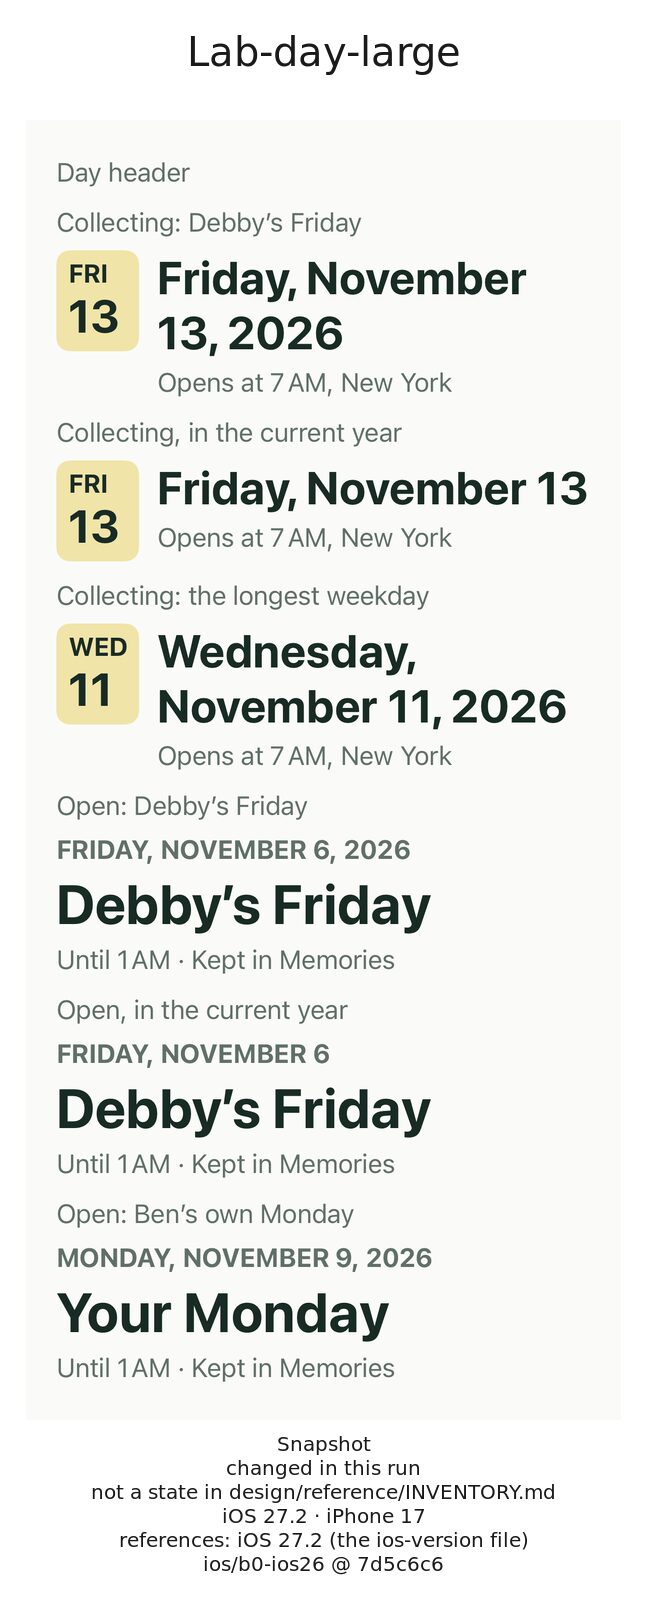 Lab-day-large
Day header
Collecting: Debby’s Friday
FRI
13
Friday, November
13, 2026
Opens at 7 AM, New York
Collecting, in the current year
FRI
13
Friday, November 13
Opens at 7 AM, New York
Collecting: the longest weekday
WED
11
Wednesday,
November 11, 2026
Opens at 7 AM, New York
Open: Debby’s Friday
FRIDAY, NOVEMBER 6, 2026
Debby’s Friday
Until 1 AM · Kept in Memories
Open, in the current year
FRIDAY, NOVEMBER 6
Debby’s Friday
Until 1 AM · Kept in Memories
Open: Ben’s own Monday
MONDAY, NOVEMBER 9, 2026
Your Monday
Until 1 AM · Kept in Memories
Snapshot
changed in this run
not a state in design/reference/INVENTORY.md
iOS 27.2 · iPhone 17
references: iOS 27.2 (the ios-version file)
ios/b0-ios26 @ 7d5c6c6